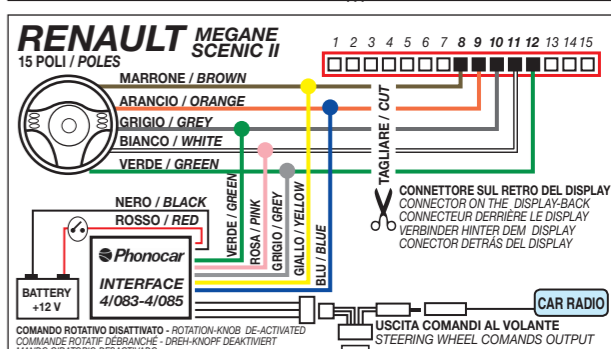 RENAULT MEGANE
SCENIC II
15 POLI / POLES
1 2 3 4 5 6 7 8 9 10 11 12 13 14 15
MARRONE / BROWN
ARANCIO / ORANGE
GRIGIO / GREY
BIANCO / WHITE
VERDE / GREEN
TAGLIARE / CUT
NERO / BLACK
ROSSO / RED
VERDE / GREEN
ROSA / PINK
GRIGIO / GREY
GIALLO / YELLOW
BLU / BLUE
CONNETTORE SUL RETRO DEL DISPLAY
CONNECTOR ON THE DISPLAY-BACK
CONNECTEUR DERRIÈRE LE DISPLAY
VERBINDER HINTER DEM DISPLAY
CONECTOR DETRÁS DEL DISPLAY
Phonocar
INTERFACE
4/083-4/085
BATTERY
+12 V
CAR RADIO
USCITA COMANDI AL VOLANTE
STEERING WHEEL COMANDS OUTPUT
COMANDO ROTATIVO DISATTIVATO - ROTATION-KNOB DE-ACTIVATED
COMMANDE ROTATIF DÉBRANCHÉ - DREH-KNOPF DEAKTIVIERT